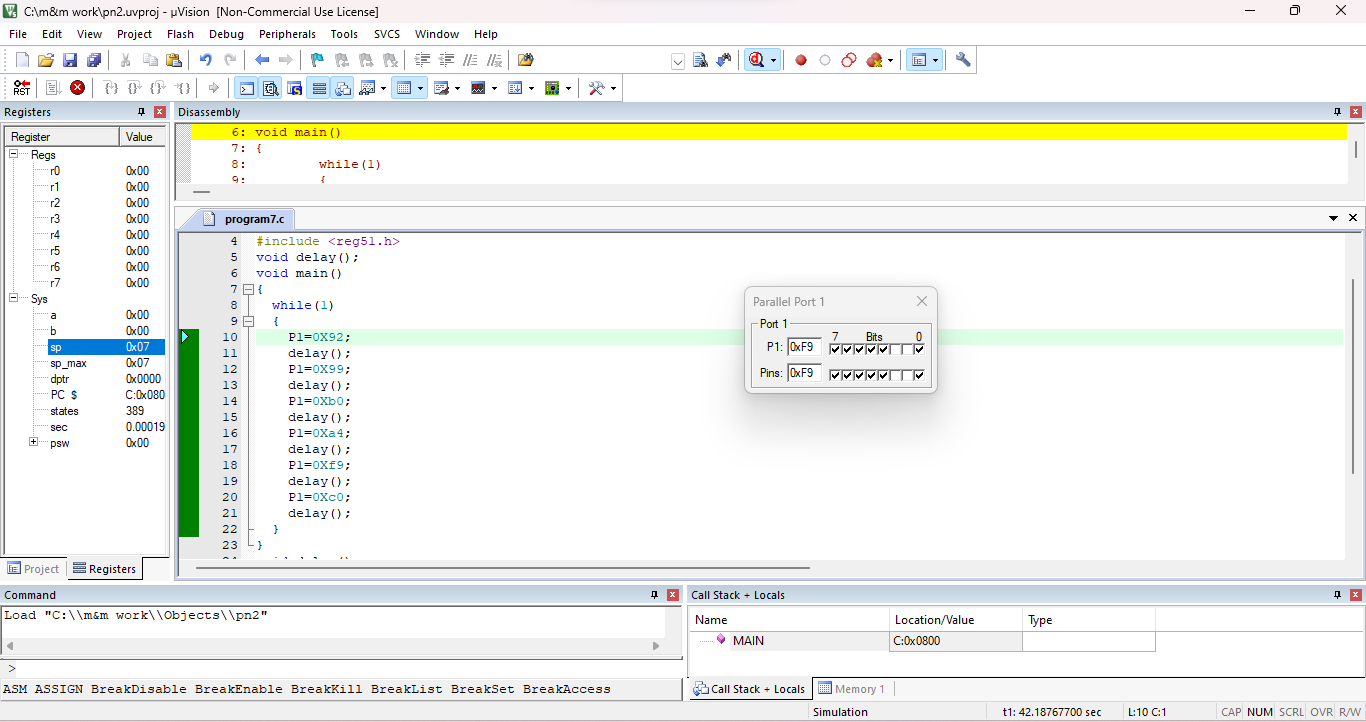 C:\m&m work\pn2.uvproj - µVision [Non-Commercial Use License]
File Edit View Project Flash Debug Peripherals Tools SVCS Window Help
RST
Registers
Register Value
Regs
r0 0x00
r1 0x00
r2 0x00
r3 0x00
r4 0x00
r5 0x00
r6 0x00
r7 0x00
Sys
a 0x00
b 0x00
sp 0x07
sp_max 0x07
dptr 0x0000
PC $ C:0x080
states 389
sec 0.00019
psw 0x00
Project Registers
Disassembly
6: void main()
7: {
8: while(1)
9: {
program7.c
4 #include <reg51.h>
5 void delay();
6 void main()
7 {
8 while(1)
9 {
10 P1=0X92;
11 delay();
12 P1=0X99;
13 delay();
14 P1=0Xb0;
15 delay();
16 P1=0Xa4;
17 delay();
18 P1=0Xf9;
19 delay();
20 P1=0Xc0;
21 delay();
22 }
23 }
Parallel Port 1
Port 1
7 Bits 0
P1: 0xF9
Pins: 0xF9
Command
Load "C:\\m&m work\\Objects\\pn2"
>
ASM ASSIGN BreakDisable BreakEnable BreakKill BreakList BreakSet BreakAccess
Call Stack + Locals
Name Location/Value Type
MAIN C:0x0800
Call Stack + Locals Memory 1
Simulation t1: 42.18767700 sec L:10 C:1 CAP NUM SCRL OVR R/W